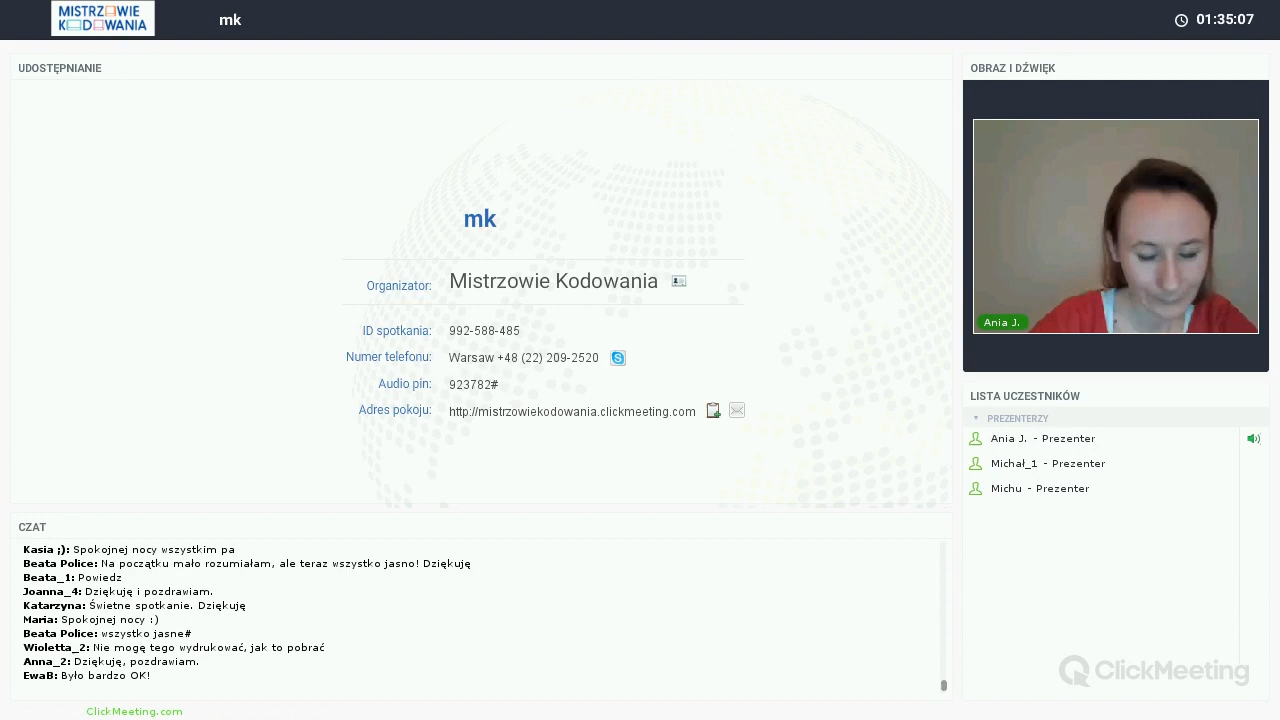 MISTRZOWIE
KODOWANIA
mk
01:35:07
UDOSTĘPNIANIE
mk
Organizator: Mistrzowie Kodowania
ID spotkania: 992-588-485
Numer telefonu: Warsaw +48 (22) 209-2520
Audio pin: 923782#
Adres pokoju: http://mistrzowiekodowania.clickmeeting.com
OBRAZ I DŹWIĘK
Ania J.
LISTA UCZESTNIKÓW
PREZENTERZY
Ania J. - Prezenter
Michał_1 - Prezenter
Michu - Prezenter
ClickMeeting
CZAT
Kasia ;): Spokojnej nocy wszystkim pa
Beata Police: Na początku mało rozumiałam, ale teraz wszystko jasno! Dziękuję
Beata_1: Powiedz
Joanna_4: Dziękuję i pozdrawiam.
Katarzyna: Świetne spotkanie. Dziękuję
Maria: Spokojnej nocy :)
Beata Police: wszystko jasne#
Wioletta_2: Nie mogę tego wydrukować, jak to pobrać
Anna_2: Dziękuję, pozdrawiam.
EwaB: Było bardzo OK!
ClickMeeting.com